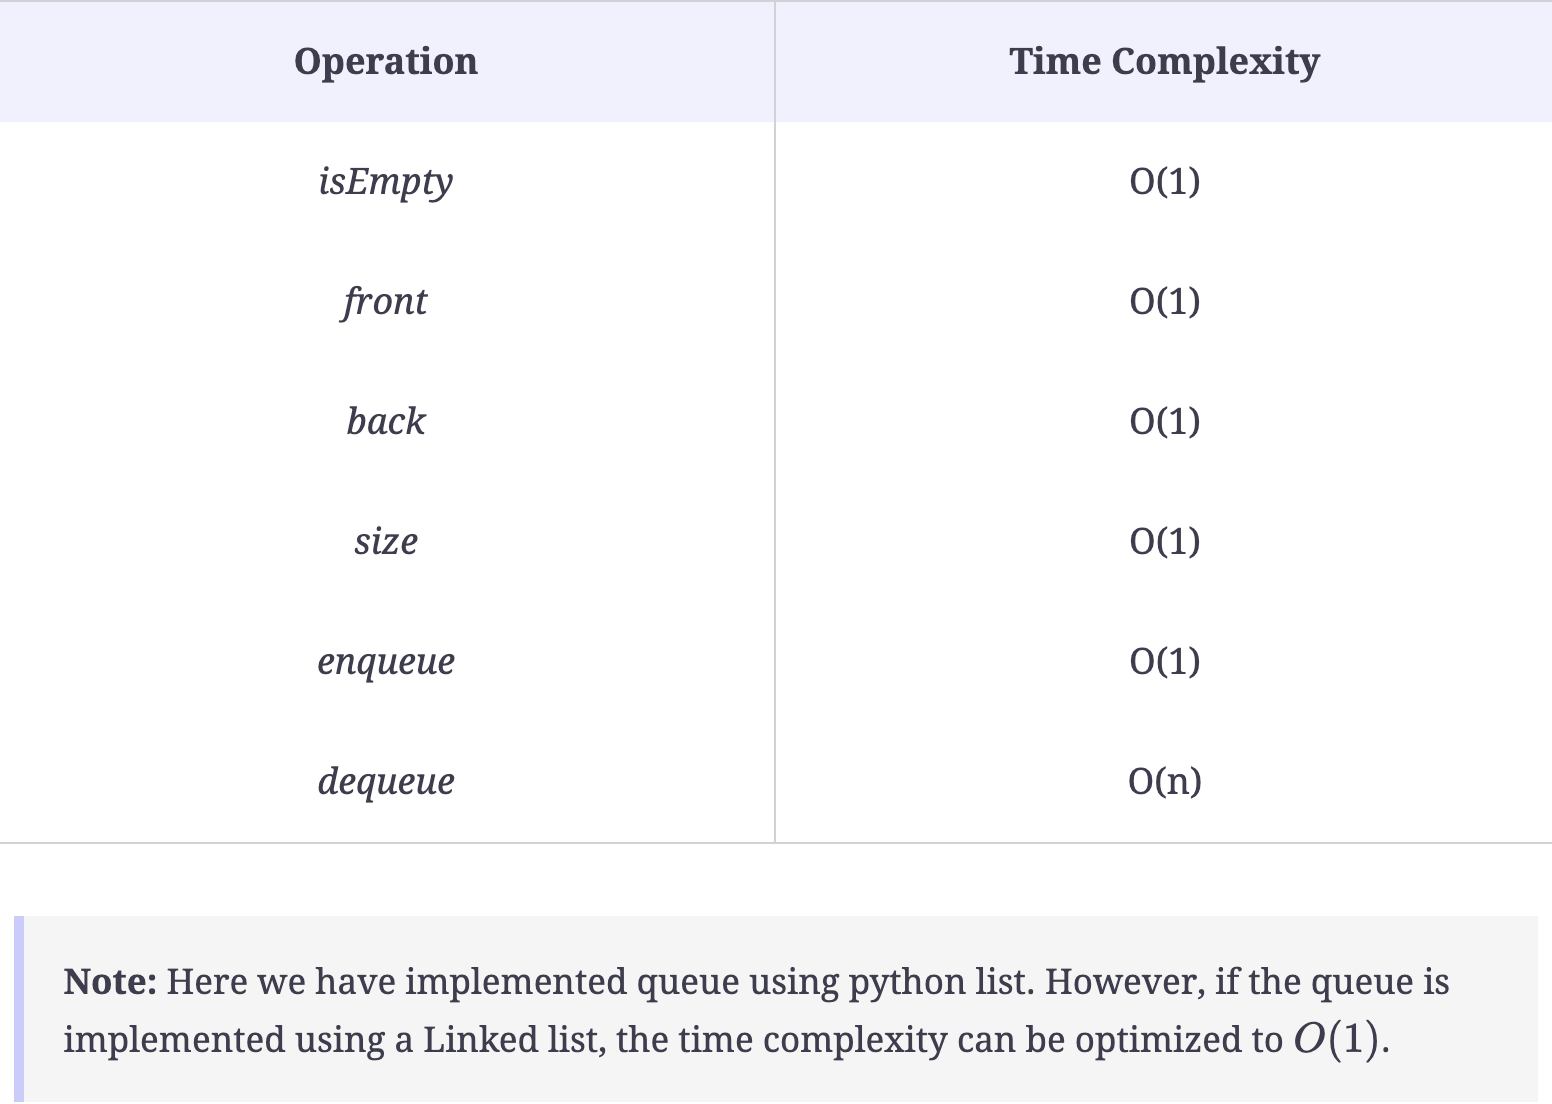 Operation Time Complexity
isEmpty O(1)
front O(1)
back O(1)
size O(1)
enqueue O(1)
dequeue O(n)
Note: Here we have implemented queue using python list. However, if the queue is
implemented using a Linked list, the time complexity can be optimized to O(1).